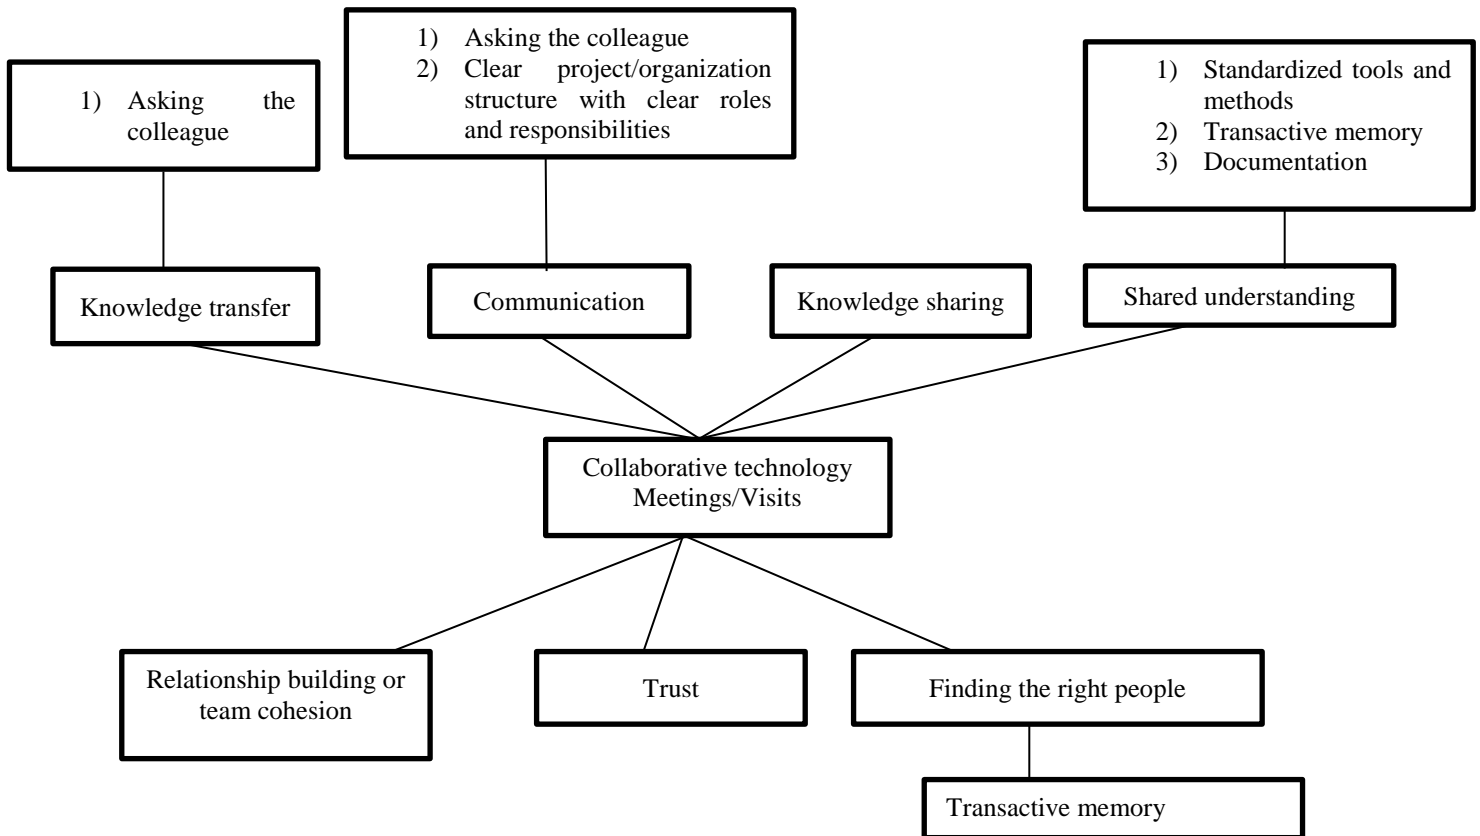 1) Asking the
colleague
1) Asking the colleague
2) Clear project/organization
structure with clear roles
and responsibilities
1) Standardized tools and
methods
2) Transactive memory
3) Documentation
Knowledge transfer
Communication
Knowledge sharing
Shared understanding
Collaborative technology
Meetings/Visits
Relationship building or
team cohesion
Trust
Finding the right people
Transactive memory